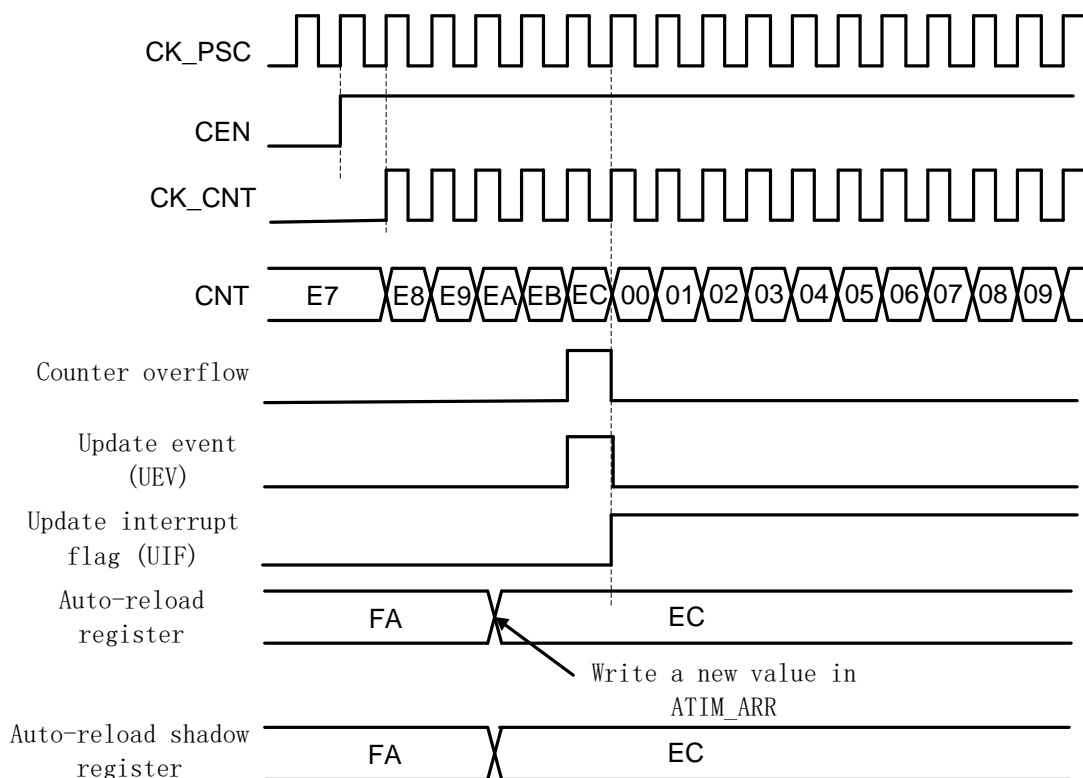 CK_PSC
CEN
CK_CNT
CNT E7 E8 E9 EA EB EC 00 01 02 03 04 05 06 07 08 09
Counter overflow
Update event
(UEV)
Update interrupt
flag (UIF)
Auto-reload
register
FA EC
Write a new value in
ATIM_ARR
Auto-reload shadow
register
FA EC